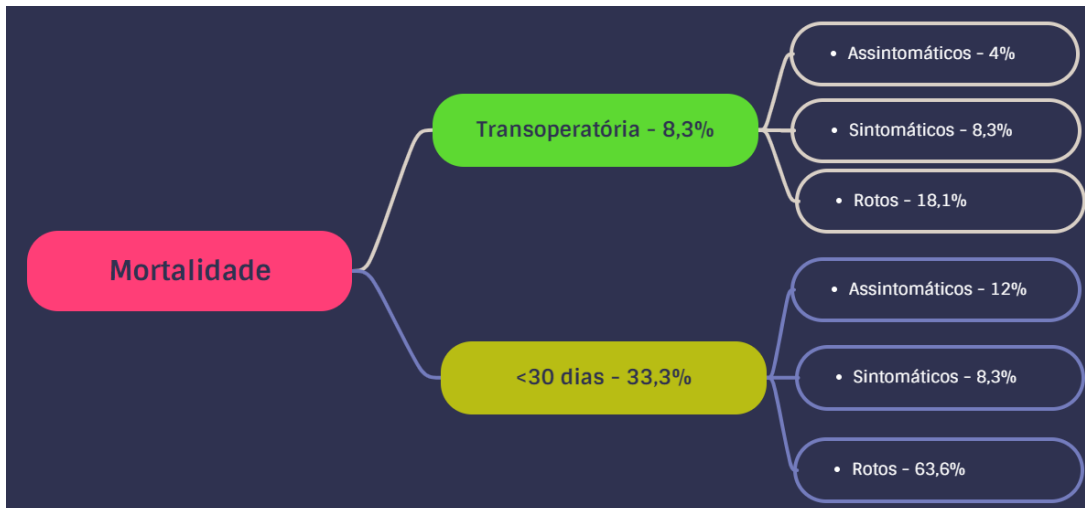 Mortalidade
Transoperatória - 8,3%
• Assintomáticos - 4%
• Sintomáticos - 8,3%
• Rotos - 18,1%
<30 dias - 33,3%
• Assintomáticos - 12%
• Sintomáticos - 8,3%
• Rotos - 63,6%